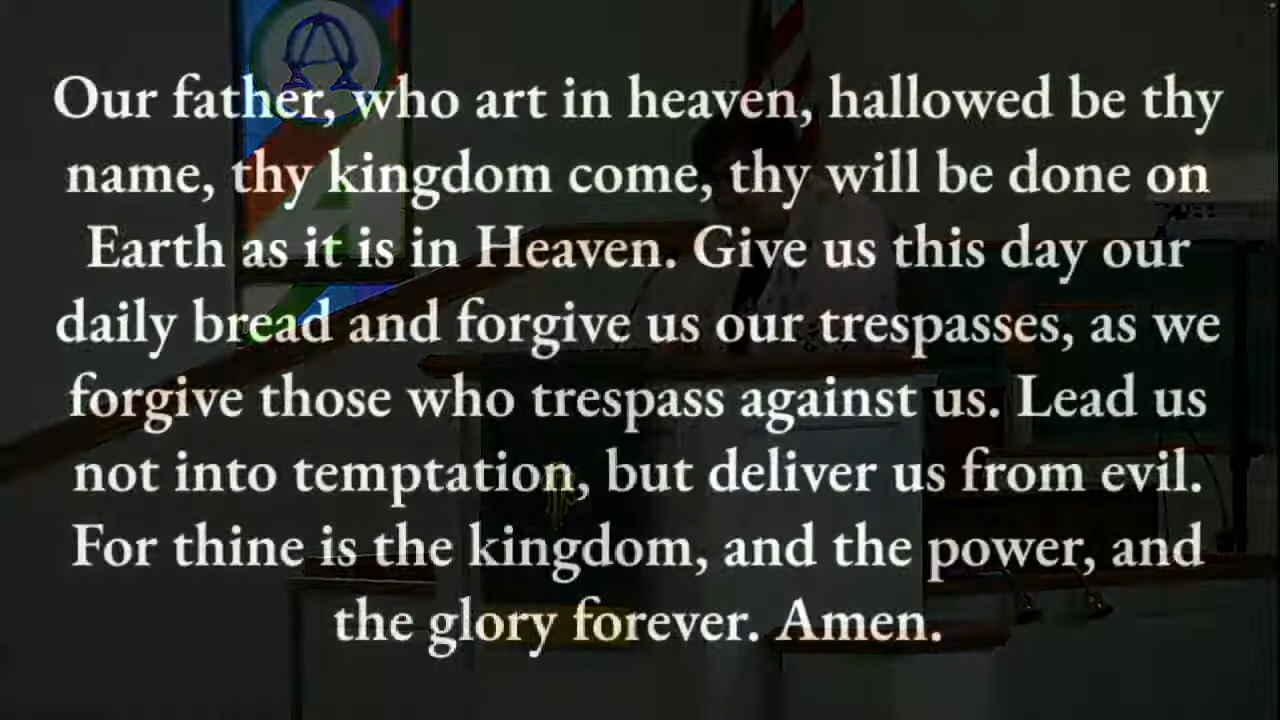 Our father, who art in heaven, hallowed be thy
name, thy kingdom come, thy will be done on
Earth as it is in Heaven. Give us this day our
daily bread and forgive us our trespasses, as we
forgive those who trespass against us. Lead us
not into temptation, but deliver us from evil.
For thine is the kingdom, and the power, and
the glory forever. Amen.